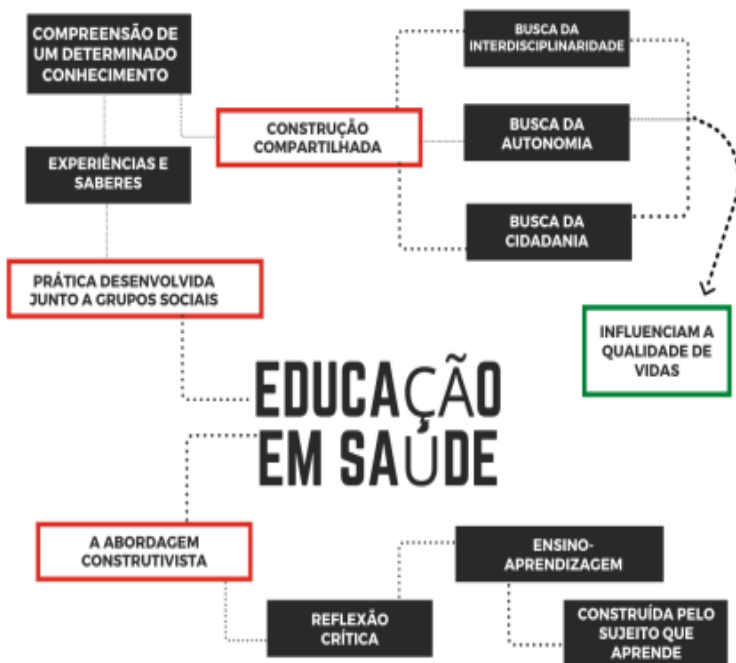 COMPREENSÃO DE
UM DETERMINADO
CONHECIMENTO
BUSCA DA
INTERDISCIPLINARIDADE
CONSTRUÇÃO
COMPARTILHADA
BUSCA DA
AUTONOMIA
EXPERIÊNCIAS E
SABERES
BUSCA DA
CIDADANIA
PRÁTICA DESENVOLVIDA
JUNTO A GRUPOS SOCIAIS
INFLUENCIAM A
QUALIDADE DE
VIDAS
EDUCAÇÃO
EM SAÚDE
A ABORDAGEM
CONSTRUTIVISTA
ENSINO-
APRENDIZAGEM
REFLEXÃO
CRÍTICA
CONSTRUÍDA PELO
SUJEITO QUE
APRENDE